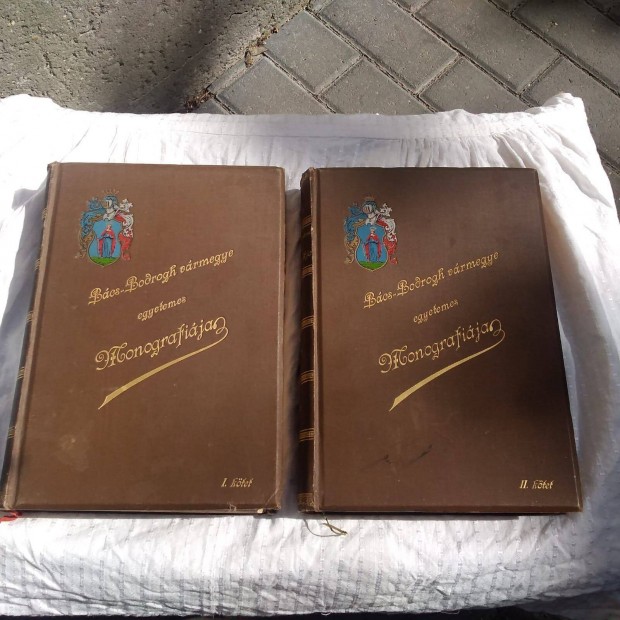 Bács-Bodrogh vármegye
egyetemes
Monografiája
I. kötet
Bács-Bodrogh vármegye
egyetemes
Monografiája
II. kötet